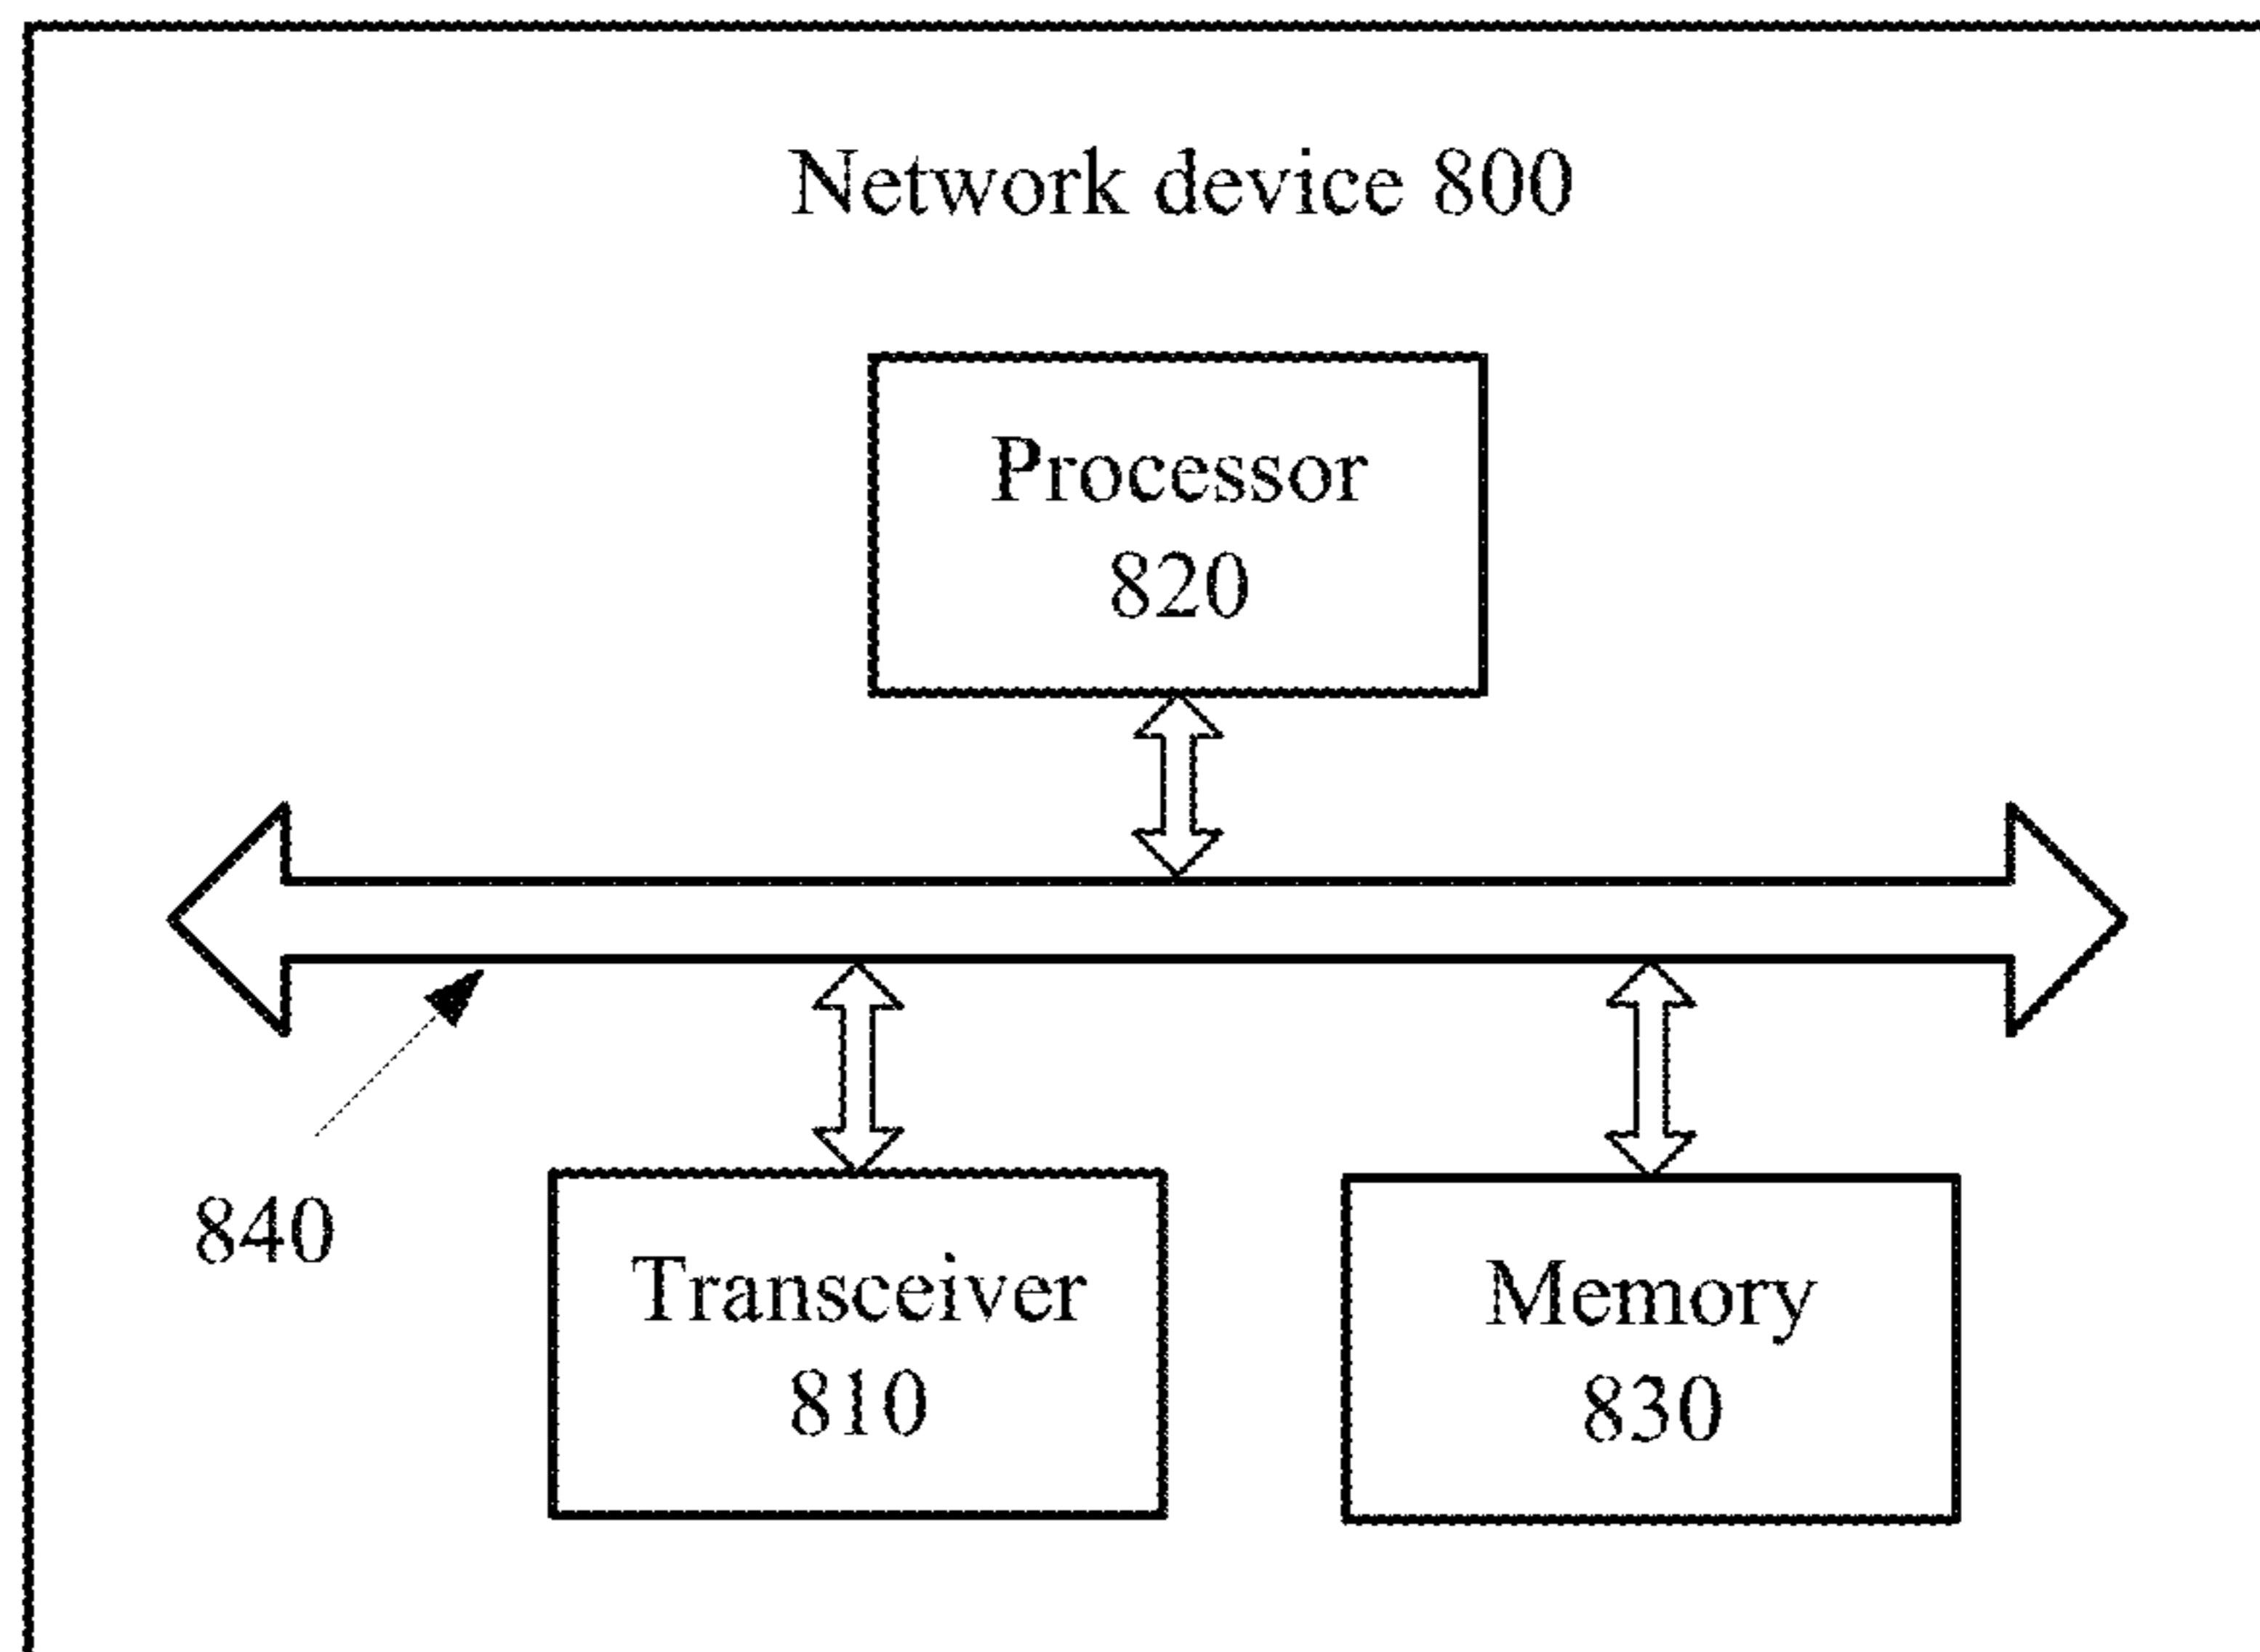 Network device 800
Processor
820
840
Transceiver
810
Memory
830